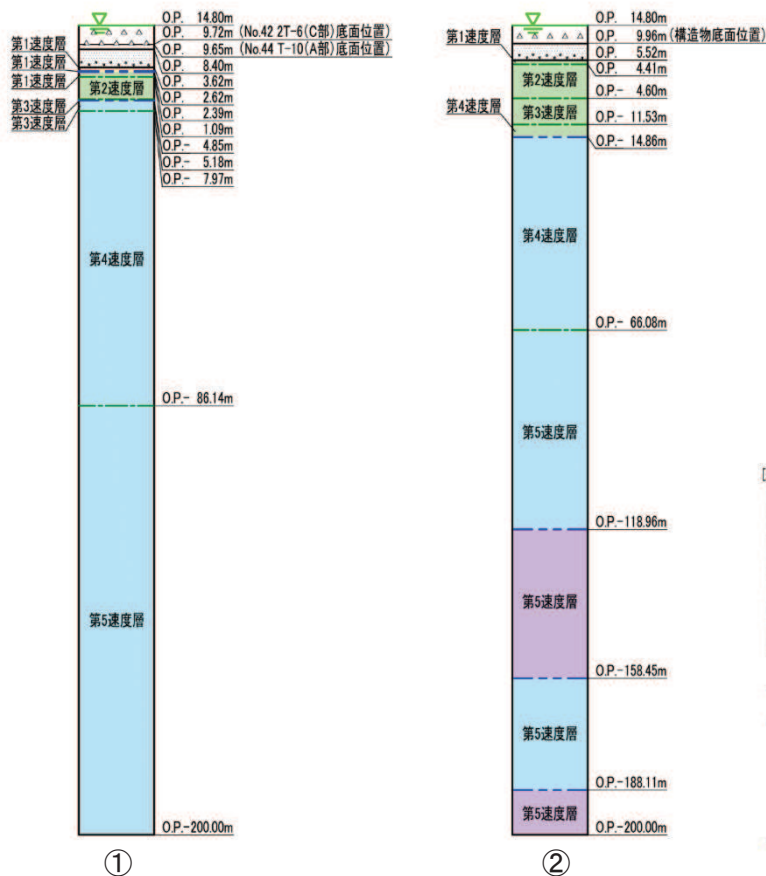 O.P. 14.80m
O.P. 9.72m (No.42 2T-6(C部)底面位置)
O.P. 9.65m (No.44 T-10(A部)底面位置)
O.P. 8.40m
O.P. 3.62m
O.P. 2.62m
O.P. 2.39m
O.P. 1.09m
O.P.- 4.85m
O.P.- 5.18m
O.P.- 7.97m
第1速度層
第1速度層
第1速度層
第2速度層
第3速度層
第3速度層
第4速度層
O.P.- 86.14m
第5速度層
O.P.-200.00m
①
O.P. 14.80m
O.P. 9.96m (構造物底面位置)
O.P. 5.52m
O.P. 4.41m
O.P.- 4.60m
O.P.- 11.53m
O.P.- 14.86m
第1速度層
第2速度層
第3速度層
第4速度層
第4速度層
O.P.- 66.08m
第5速度層
O.P.-118.96m
第5速度層
O.P.-158.45m
第5速度層
O.P.-188.11m
第5速度層
O.P.-200.00m
②